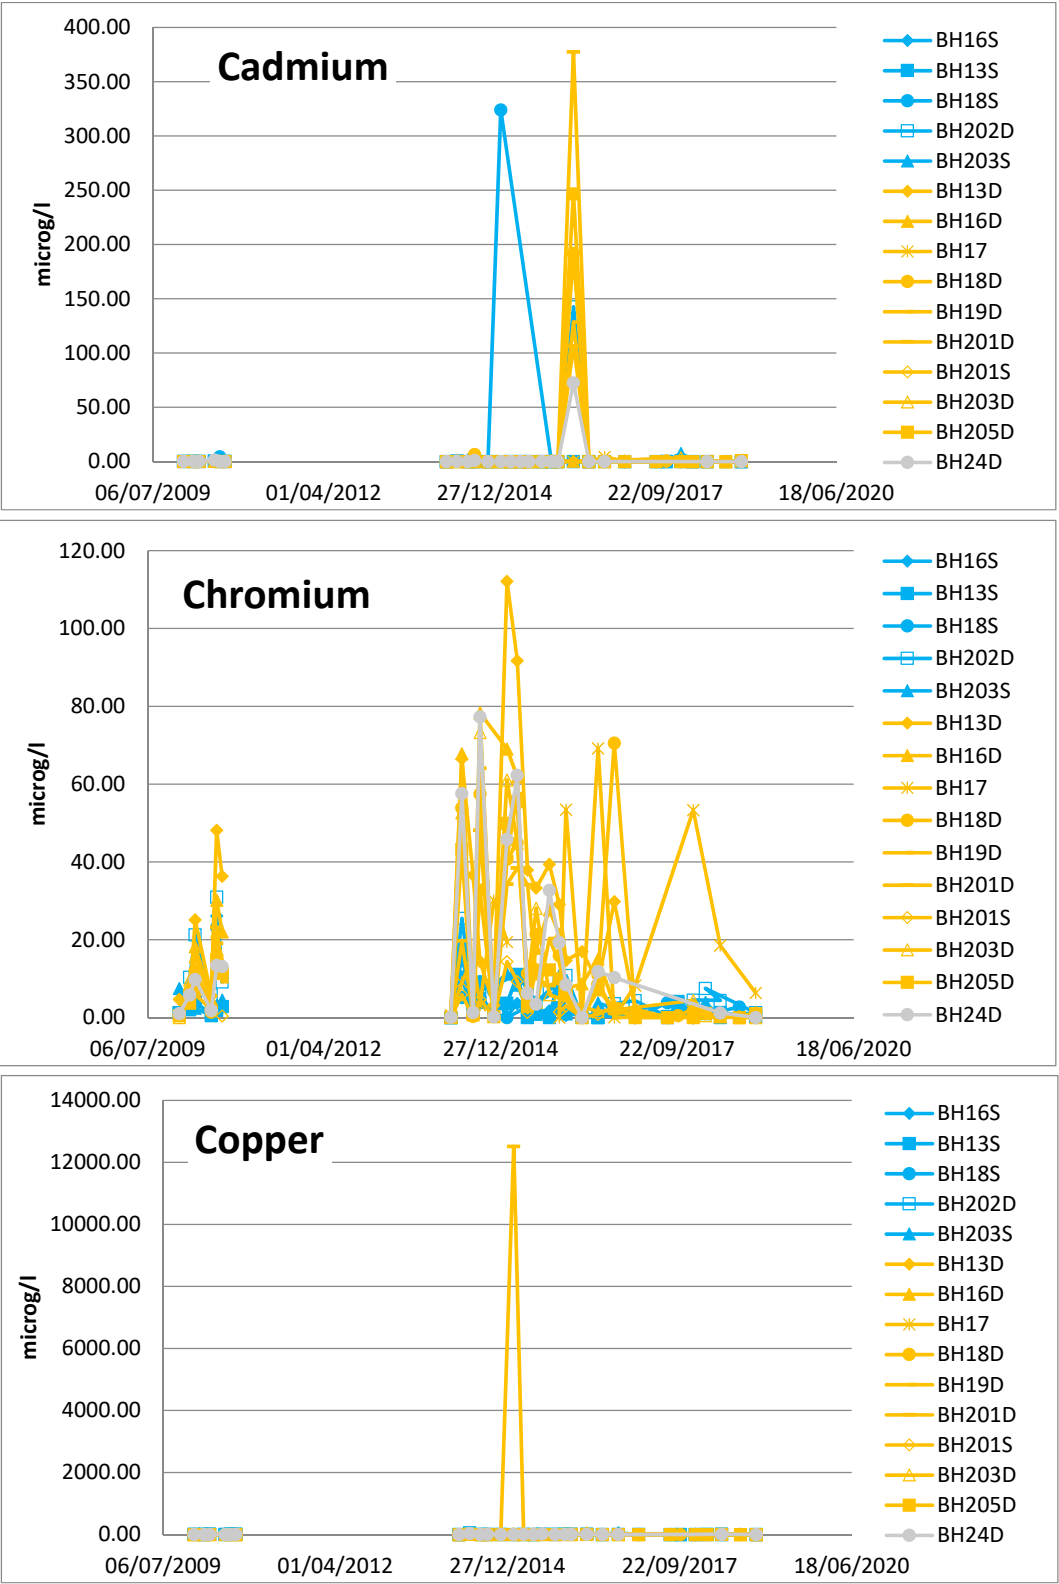 Cadmium
microg/l
400.00
350.00
300.00
250.00
200.00
150.00
100.00
50.00
0.00
06/07/2009 01/04/2012 27/12/2014 22/09/2017 18/06/2020
BH16S
BH13S
BH18S
BH202D
BH203S
BH13D
BH16D
BH17
BH18D
BH19D
BH201D
BH201S
BH203D
BH205D
BH24D
Chromium
microg/l
120.00
100.00
80.00
60.00
40.00
20.00
0.00
06/07/2009 01/04/2012 27/12/2014 22/09/2017 18/06/2020
BH16S
BH13S
BH18S
BH202D
BH203S
BH13D
BH16D
BH17
BH18D
BH19D
BH201D
BH201S
BH203D
BH205D
BH24D
Copper
microg/l
14000.00
12000.00
10000.00
8000.00
6000.00
4000.00
2000.00
0.00
06/07/2009 01/04/2012 27/12/2014 22/09/2017 18/06/2020
BH16S
BH13S
BH18S
BH202D
BH203S
BH13D
BH16D
BH17
BH18D
BH19D
BH201D
BH201S
BH203D
BH205D
BH24D